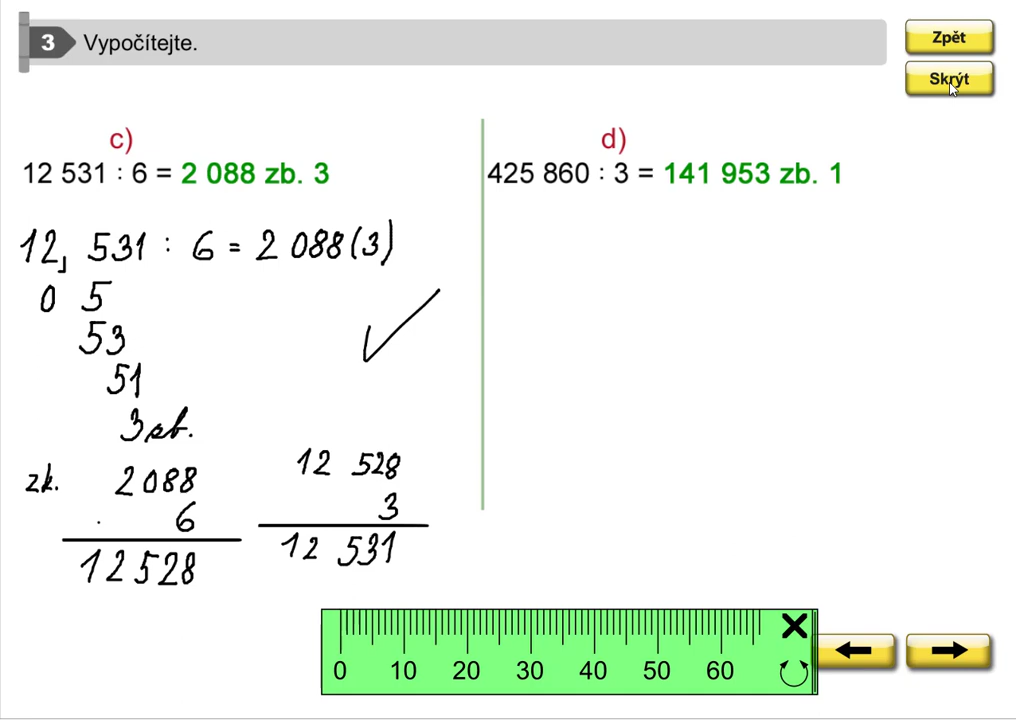 3 Vypočítejte.
Zpět
Skrýt
c)
12 531 : 6 = 2 088 zb. 3
12, 531 : 6 = 2 088 (3)
0 5
53
51
3 zb.
zk. 2088
. 6
12528
12 528
3
12 531
d)
425 860 : 3 = 141 953 zb. 1
0 10 20 30 40 50 60